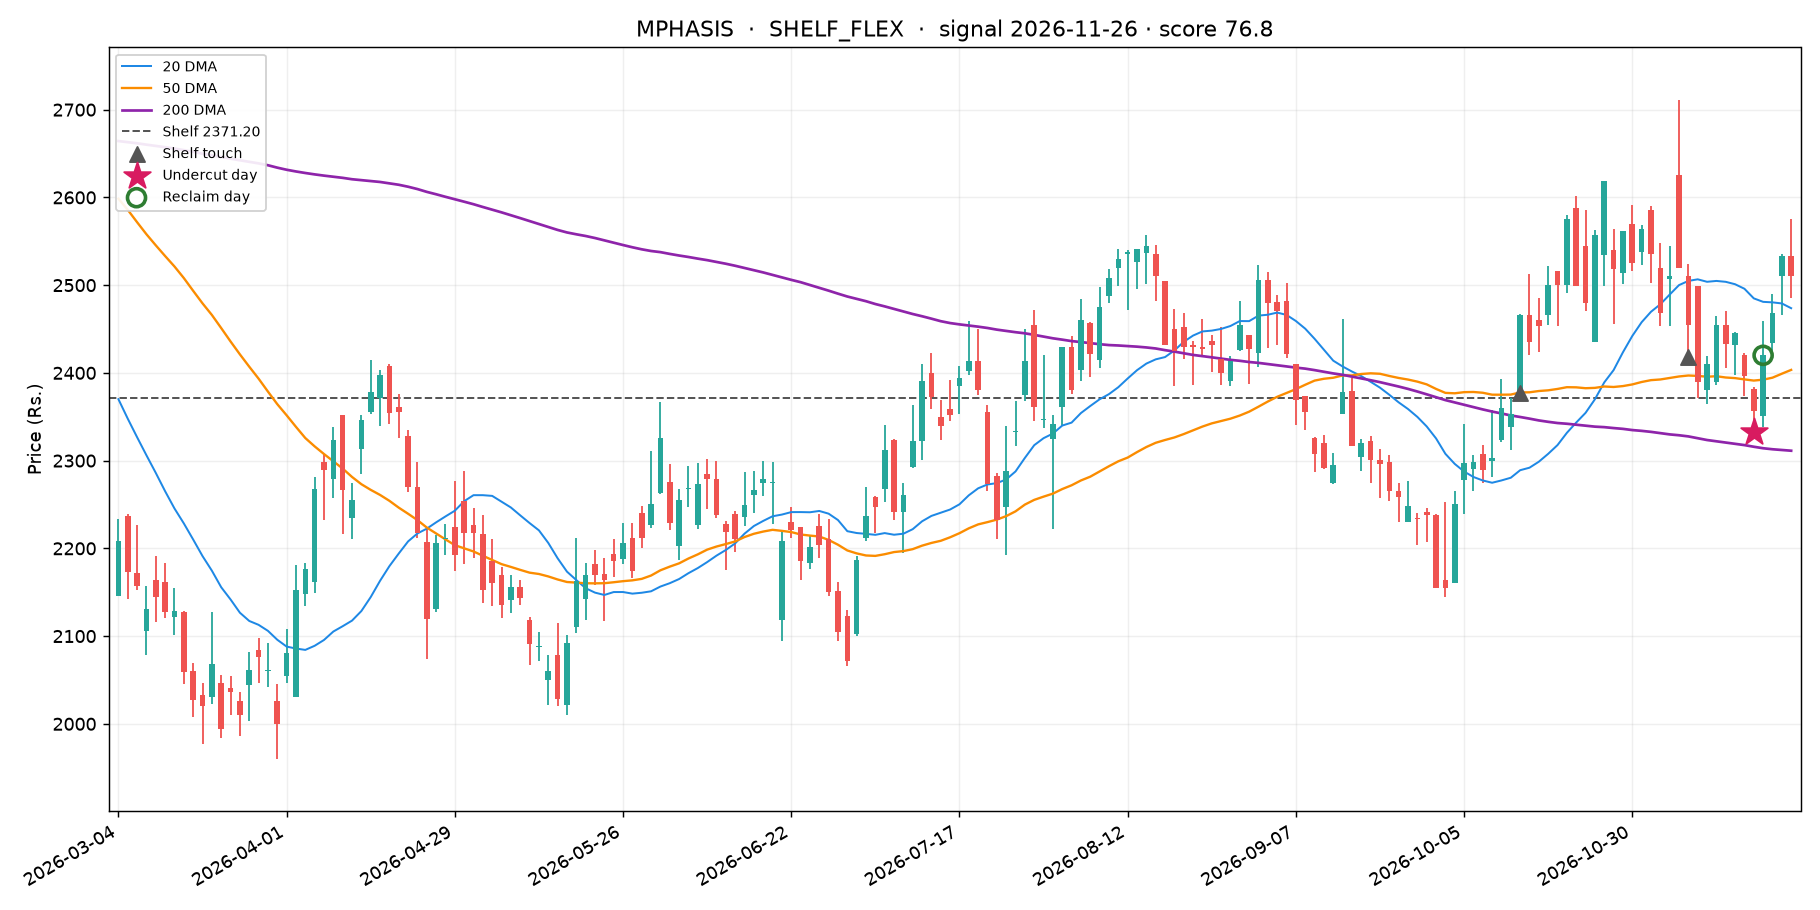 MPHASIS · SHELF_FLEX · signal 2026-11-26 · score 76.8
20 DMA
50 DMA
200 DMA
Shelf 2371.20
Shelf touch
Undercut day
Reclaim day
Price (Rs.)
2700
2600
2500
2400
2300
2200
2100
2000
2026-03-04
2026-04-01
2026-04-29
2026-05-26
2026-06-22
2026-07-17
2026-08-12
2026-09-07
2026-10-05
2026-10-30